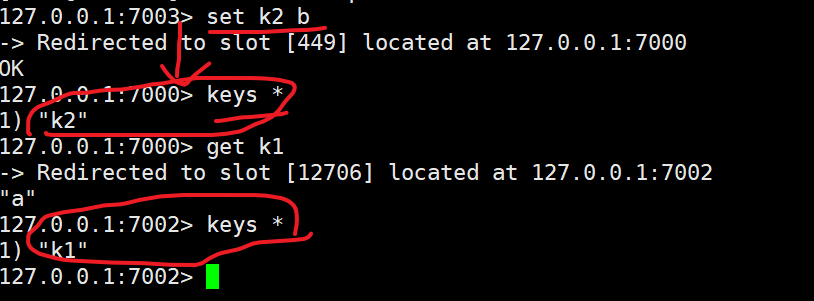 127.0.0.1:7003> set k2 b
-> Redirected to slot [449] located at 127.0.0.1:7000
OK
127.0.0.1:7000> keys *
1) "k2"
127.0.0.1:7000> get k1
-> Redirected to slot [12706] located at 127.0.0.1:7002
"a"
127.0.0.1:7002> keys *
1) "k1"
127.0.0.1:7002>